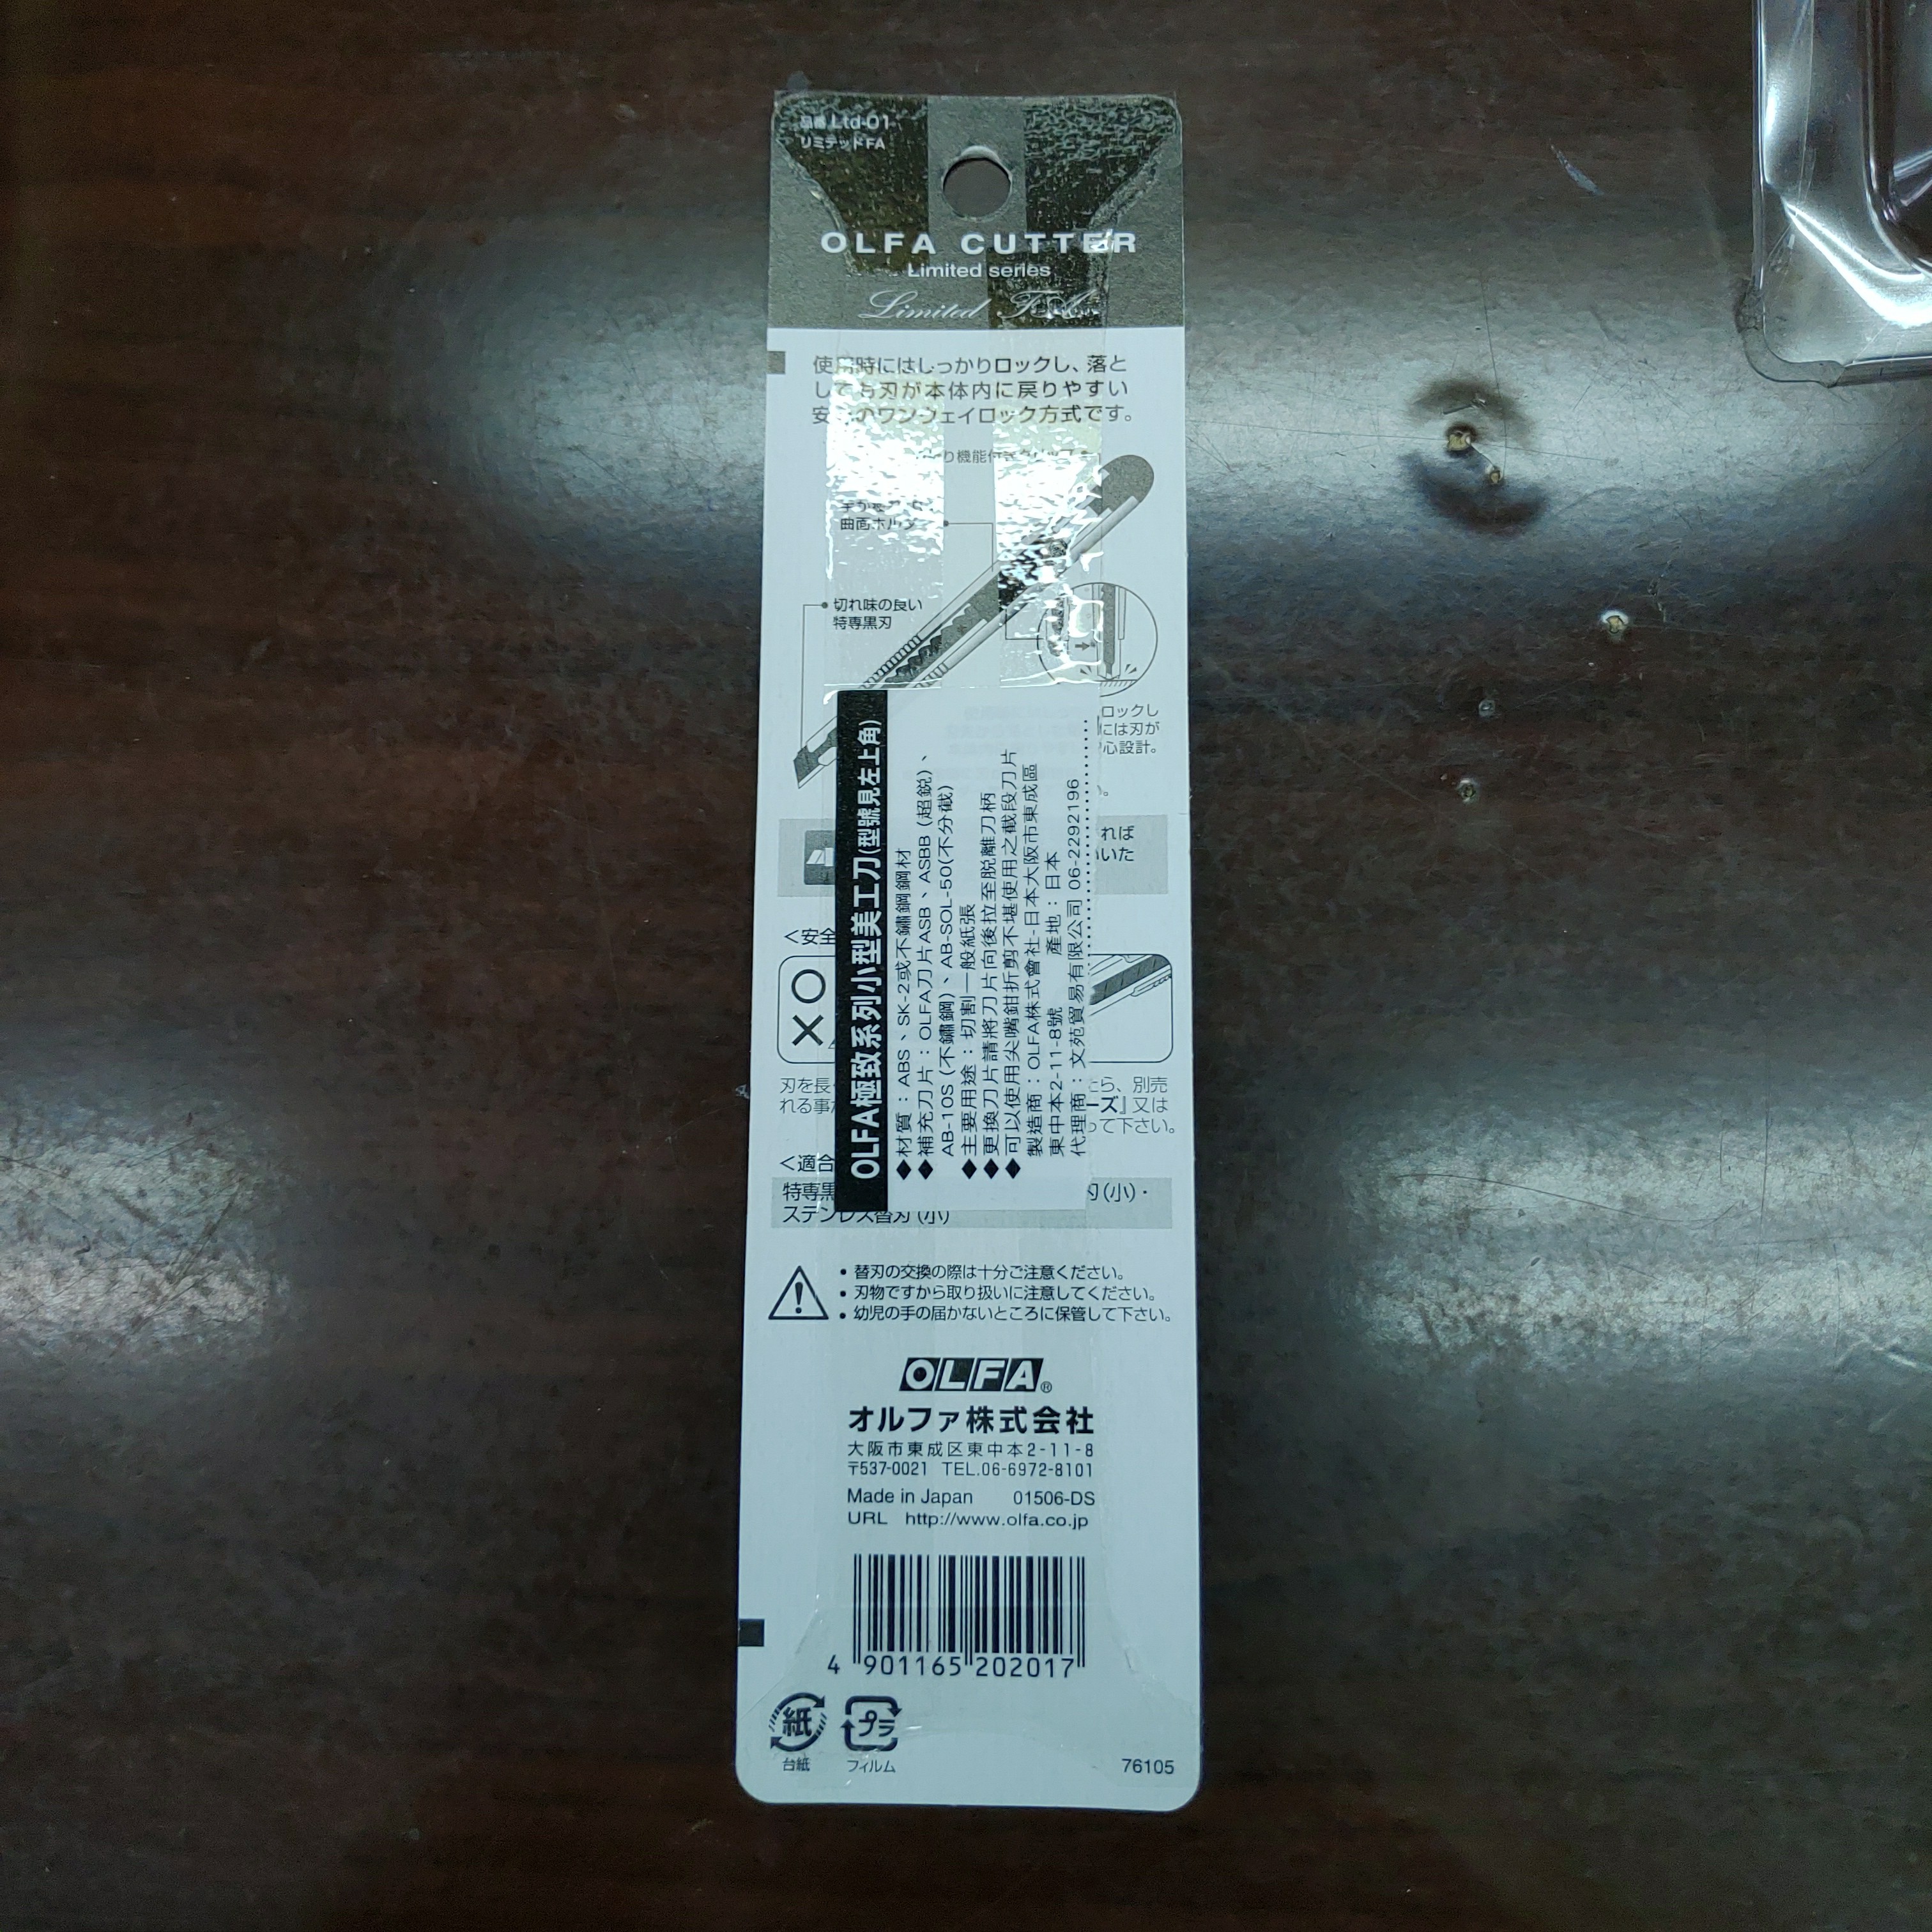 品番 Ltd-01
リミテッドFA
OLFA CUTTER
Limited series
Limited FA
使用時にはしっかりロックし、落と
しても刃が本体内に戻りやすい
安全のワンウェイロック方式です。
機能付き
曲面ホルダー
切れ味の良い
特専黒刃
ロックし
には刃が
心設計。
れば
いた
<安全
刃を長
れる事
ら、別売
ーズ』又は
って下さい。
<適合
特専黒
刃(小)・
ステンレス替刃(小)
OLFA極致系列小型美工刀(型號見左上角)
◆材質：ABS、SK-2或不鏽鋼鋼材
◆補充刀片：OLFA刀片ASB、ASBB(超銳)、
AB-10S(不鏽鋼)、AB-SOL-50(不分截)
◆主要用途：切割一般紙張
◆更換刀片請將刀片向後拉至脫離刀柄
◆可以使用尖嘴鉗折剪不堪使用之截段刀片
製造商：OLFA株式會社-日本大阪市東成區
東中本2-11-8號 產地：日本
代理商：文苑貿易有限公司 06-2292196
• 替刃の交換の際は十分ご注意ください。
• 刃物ですから取り扱いに注意してください。
• 幼児の手の届かないところに保管して下さい。
OLFA®
オルファ株式会社
大阪市東成区東中本2-11-8
〒537-0021 TEL.06-6972-8101
Made in Japan 01506-DS
URL http://www.olfa.co.jp
4 901165 202017
紙 プラ
台紙 フィルム
76105